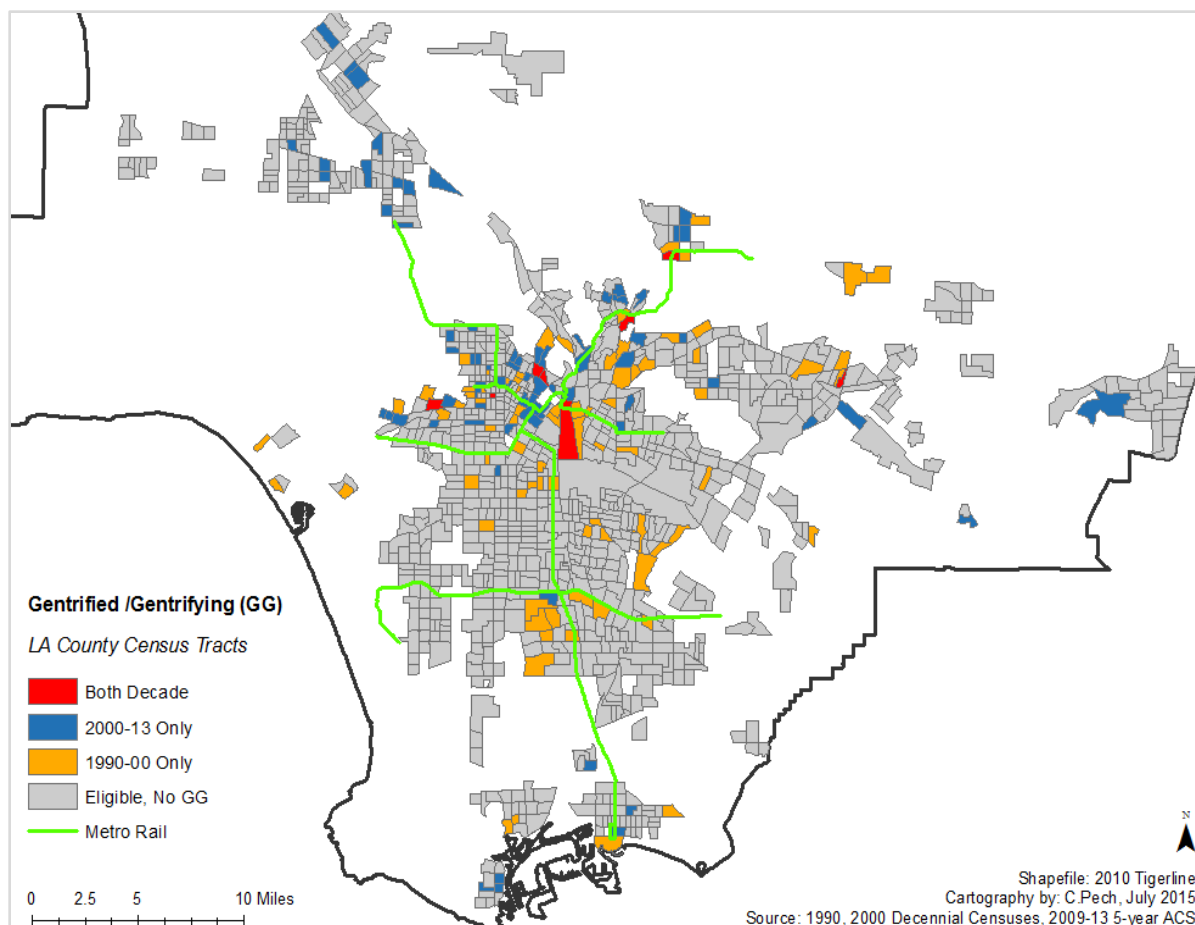 Gentrified /Gentrifying (GG)
LA County Census Tracts
Both Decade
2000-13 Only
1990-00 Only
Eligible, No GG
Metro Rail
0 2.5 5 10 Miles
N
Shapefile: 2010 Tigerline
Cartography by: C.Pech, July 2015
Source: 1990, 2000 Decennial Censuses, 2009-13 5-year ACS